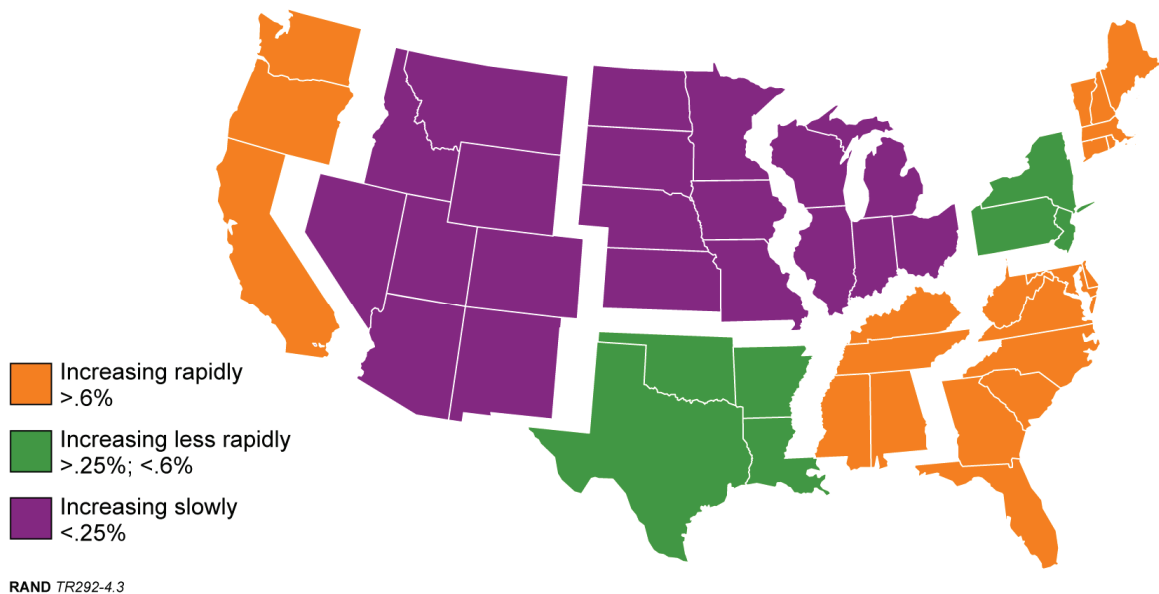 Increasing rapidly
>.6%
Increasing less rapidly
>.25%; <.6%
Increasing slowly
<.25%
RAND TR292-4.3